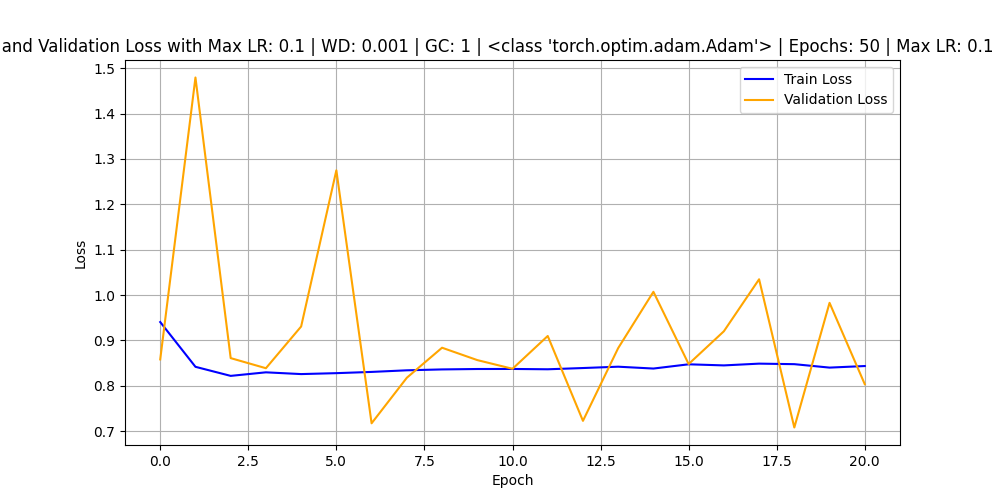 and Validation Loss with Max LR: 0.1 | WD: 0.001 | GC: 1 | <class 'torch.optim.adam.Adam'> | Epochs: 50 | Max LR: 0.1
Train Loss
Validation Loss
Loss
1.5
1.4
1.3
1.2
1.1
1.0
0.9
0.8
0.7
0.0 2.5 5.0 7.5 10.0 12.5 15.0 17.5 20.0
Epoch